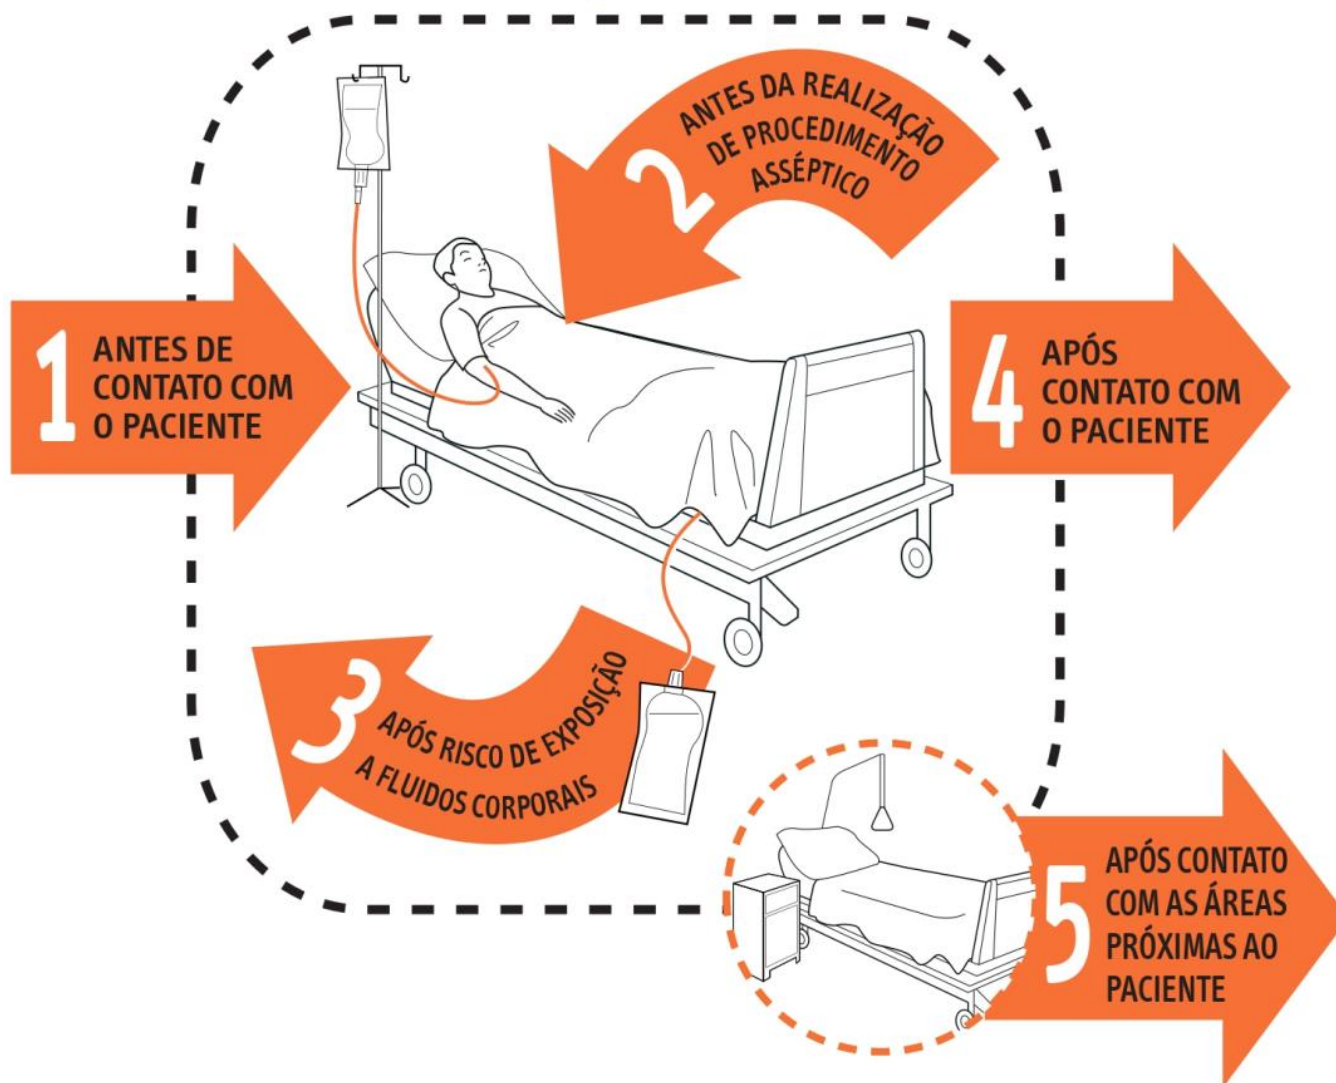 1
ANTES DE
CONTATO COM
O PACIENTE
2
ANTES DA REALIZAÇÃO
DE PROCEDIMENTO
ASSÉPTICO
3
APÓS RISCO DE EXPOSIÇÃO
A FLUIDOS CORPORAIS
4
APÓS
CONTATO COM
O PACIENTE
5
APÓS CONTATO
COM AS ÁREAS
PRÓXIMAS AO
PACIENTE